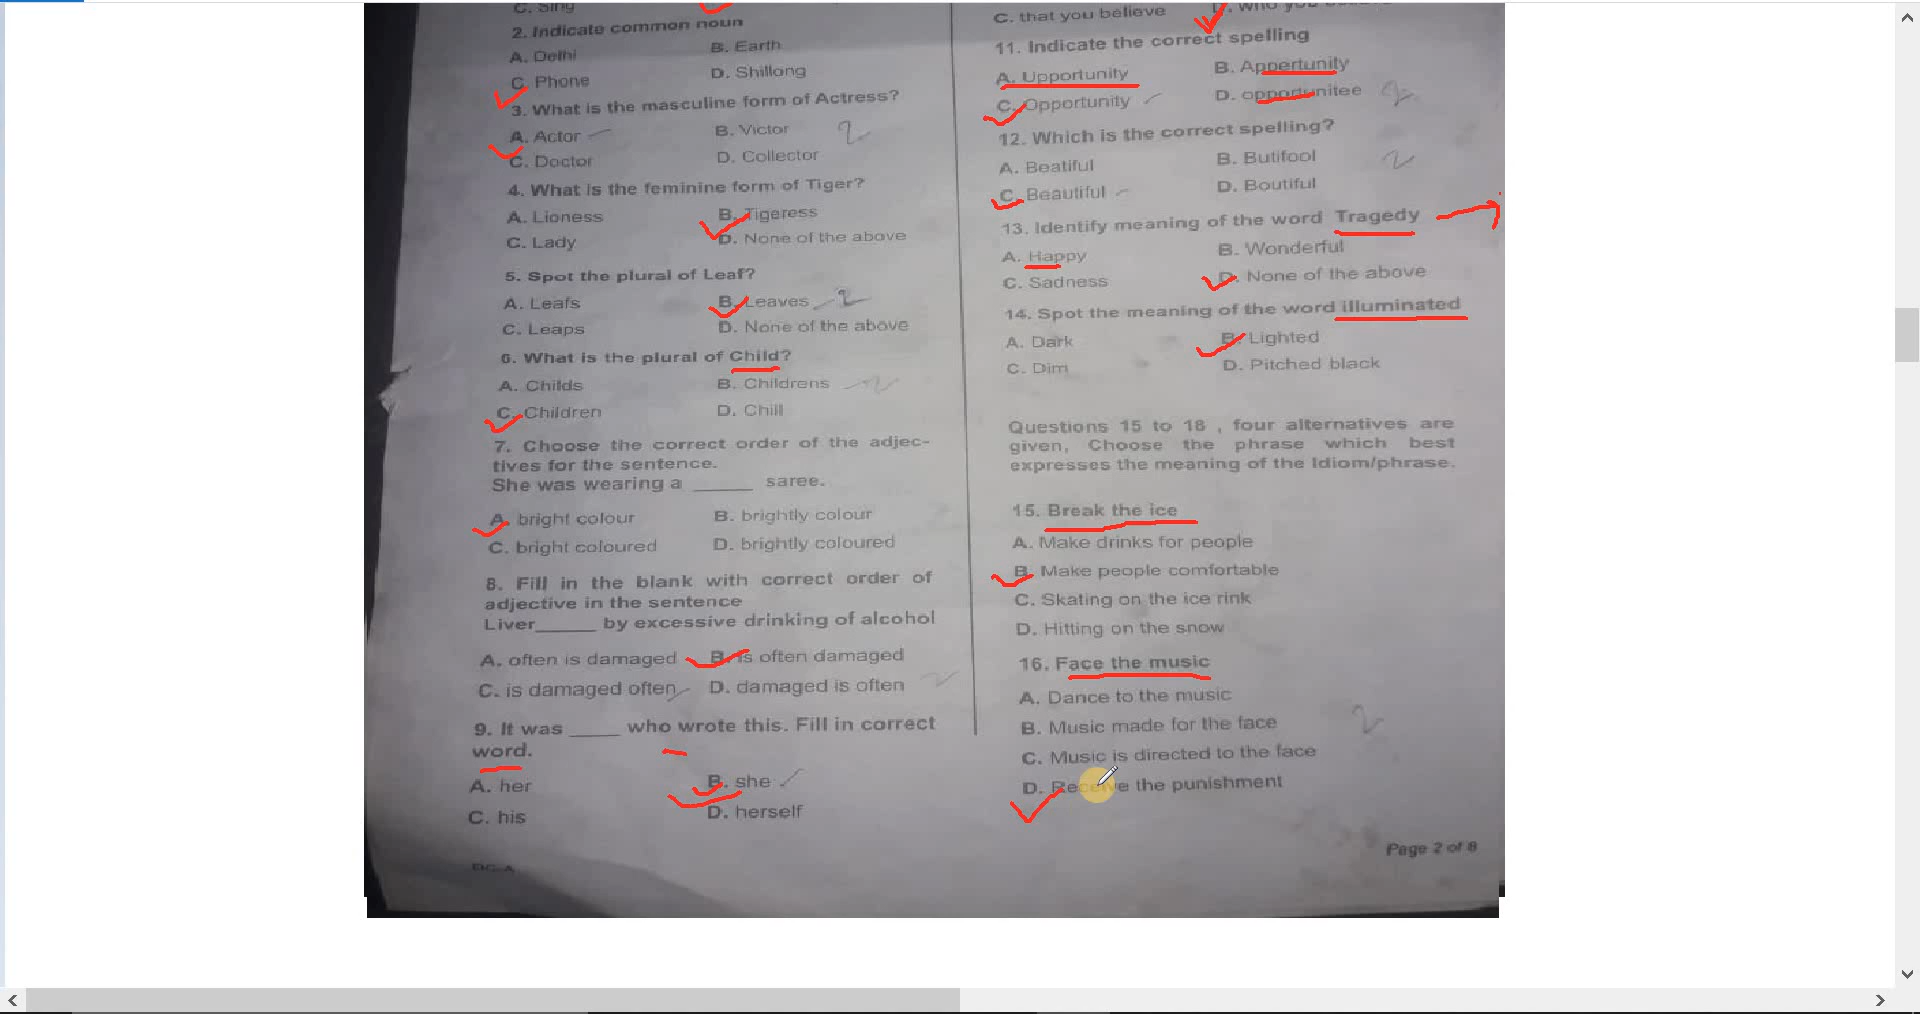 C. Sing
2. Indicate common noun
A. Delhi
B. Earth
C. Phone
D. Shillong
3. What is the masculine form of Actress?
A. Actor
B. Victor
C. Doctor
D. Collector
4. What is the feminine form of Tiger?
A. Lioness
B. Tigeress
C. Lady
D. None of the above
5. Spot the plural of Leaf?
A. Leafs
B. Leaves
C. Leaps
D. None of the above
6. What is the plural of Child?
A. Childs
B. Childrens
C. Children
D. Chill
7. Choose the correct order of the adjec-
tives for the sentence.
She was wearing a ______ saree.
A. bright colour
B. brightly colour
C. bright coloured
D. brightly coloured
8. Fill in the blank with correct order of
adjective in the sentence
Liver______ by excessive drinking of alcohol
A. often is damaged
B. is often damaged
C. is damaged often
D. damaged is often
9. It was _____ who wrote this. Fill in correct
word.
A. her
B. she
C. his
D. herself
C. that you believe
11. Indicate the correct spelling
A. Upportunity
B. Appertunity
C. Opportunity
D. opportunitee
12. Which is the correct spelling?
A. Beatiful
B. Butifool
C. Beautiful
D. Boutiful
13. Identify meaning of the word Tragedy
A. Happy
B. Wonderful
C. Sadness
D. None of the above
14. Spot the meaning of the word illuminated
A. Dark
B. Lighted
C. Dim
D. Pitched black
Questions 15 to 18 , four alternatives are
given, Choose the phrase which best
expresses the meaning of the Idiom/phrase.
15. Break the ice
A. Make drinks for people
B. Make people comfortable
C. Skating on the ice rink
D. Hitting on the snow
16. Face the music
A. Dance to the music
B. Music made for the face
C. Music is directed to the face
D. Receive the punishment
Page 2 of 8